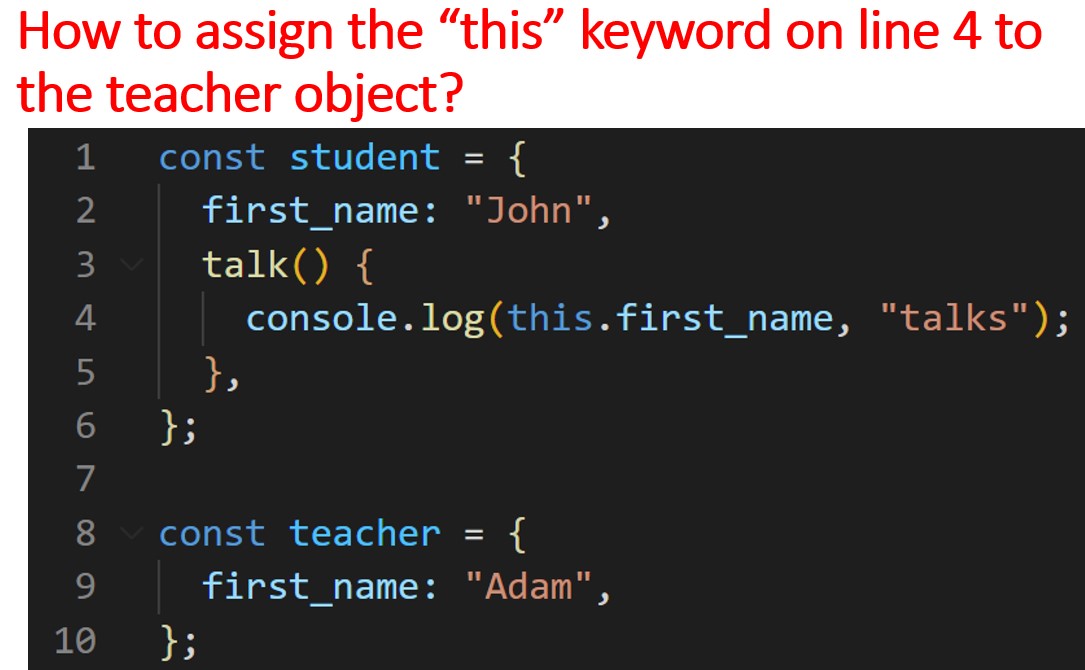 How to assign the “this” keyword on line 4 to
the teacher object?
1 const student = {
2 first_name: "John",
3 talk() {
4 console.log(this.first_name, "talks");
5 },
6 };
7
8 const teacher = {
9 first_name: "Adam",
10 };